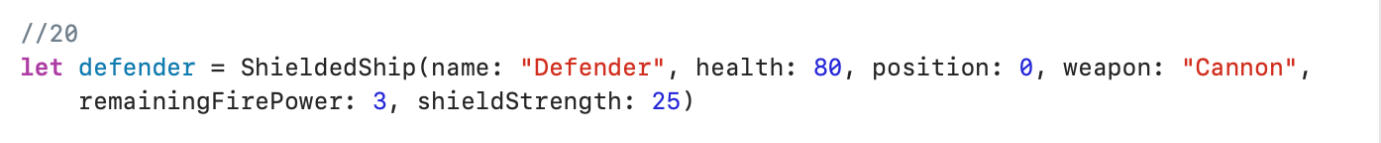 //20
let defender = ShieldedShip(name: "Defender", health: 80, position: 0, weapon: "Cannon",
remainingFirePower: 3, shieldStrength: 25)